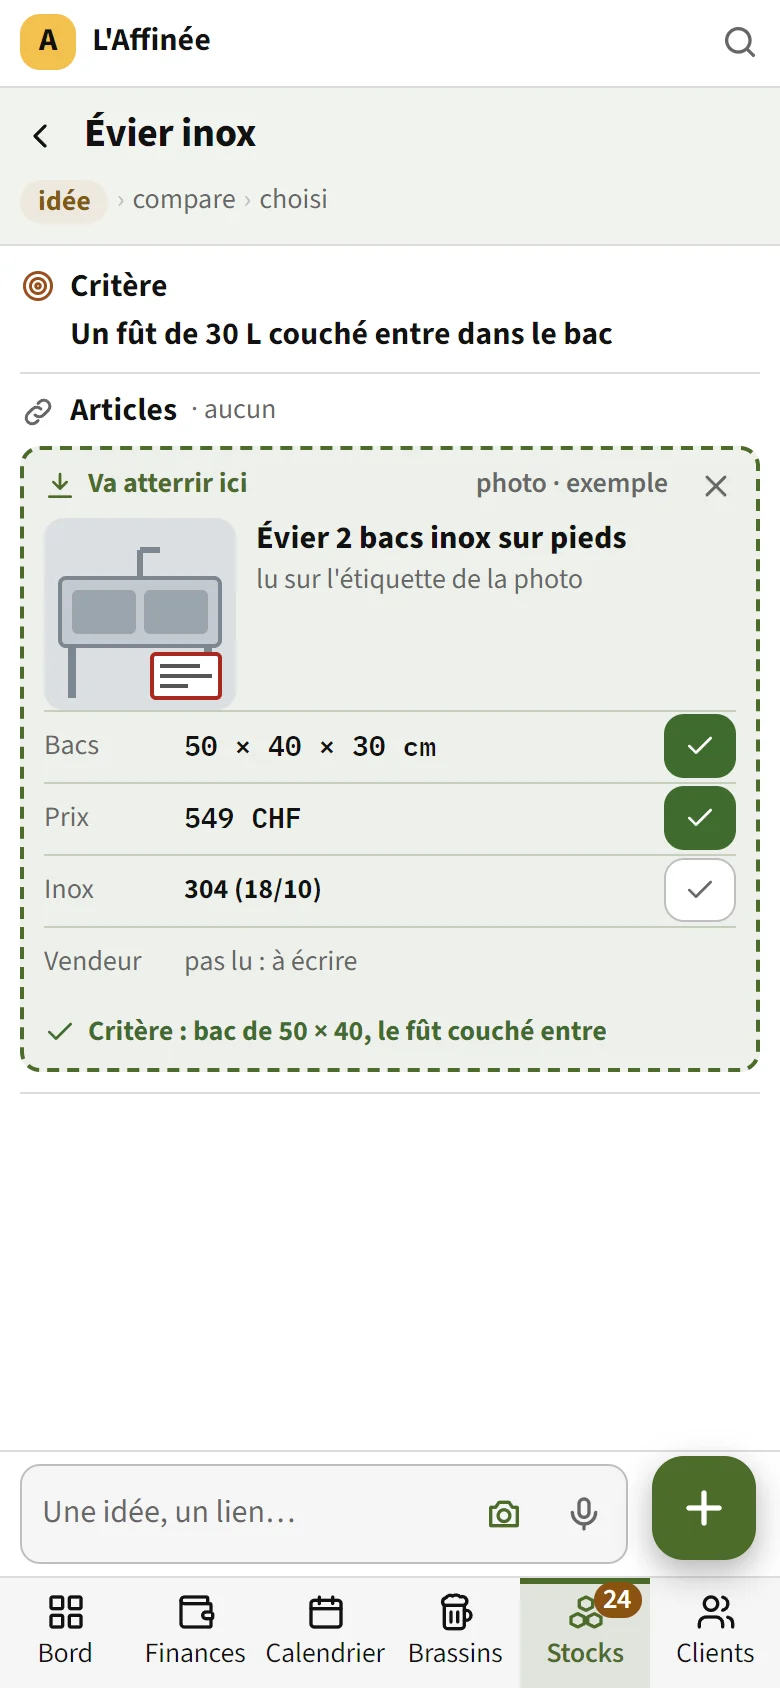 A L'Affinée
Évier inox
idée › compare › choisi
Critère
Un fût de 30 L couché entre dans le bac
Articles · aucun
Va atterrir ici photo · exemple
Évier 2 bacs inox sur pieds
lu sur l'étiquette de la photo
Bacs 50 × 40 × 30 cm
Prix 549 CHF
Inox 304 (18/10)
Vendeur pas lu : à écrire
Critère : bac de 50 × 40, le fût couché entre
Une idée, un lien…
24
Bord Finances Calendrier Brassins Stocks Clients